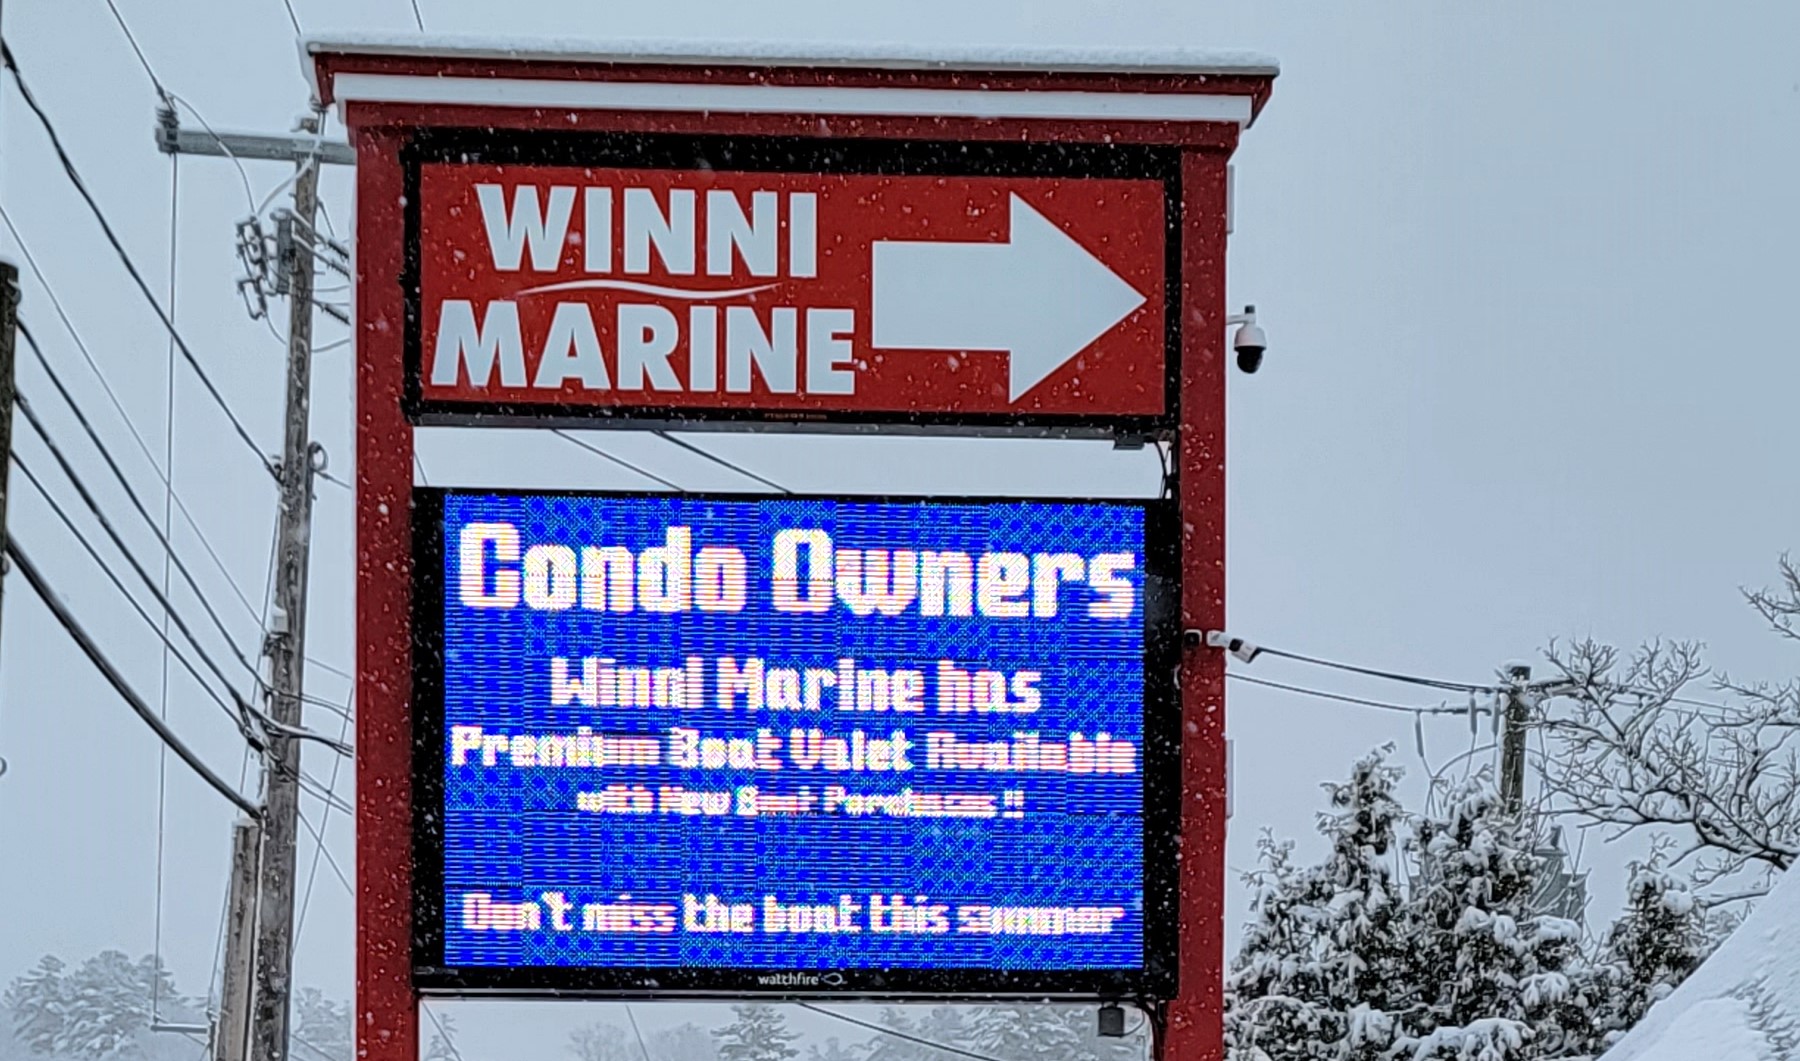 WINNI
MARINE
Condo Owners
Winni Marine has
Premium Boat Valet Available
with New Boat Purchases !!
Don't miss the boat this summer
watchfire